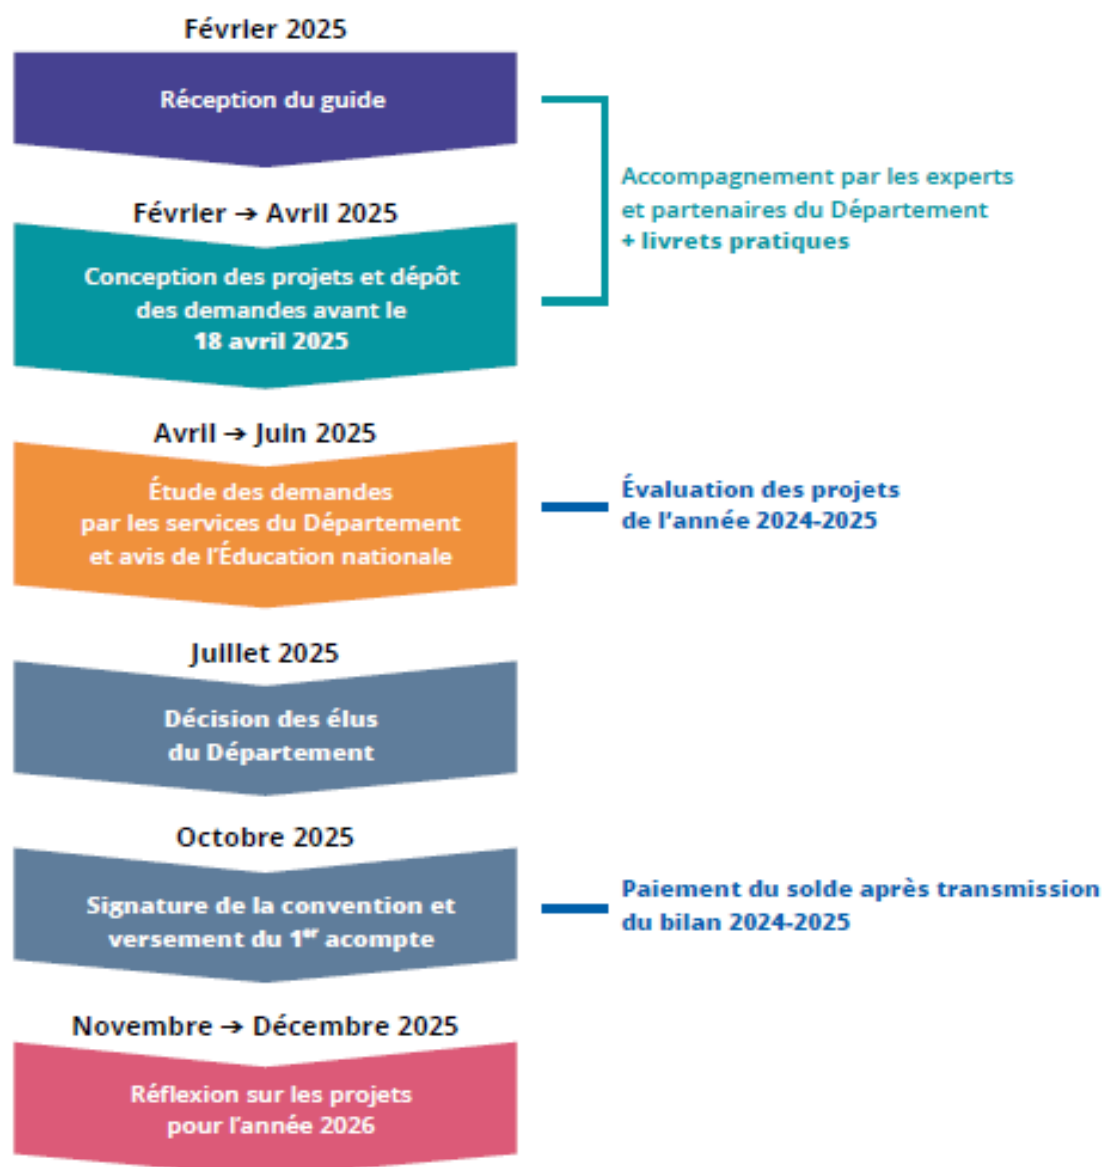 Février 2025
Réception du guide
Accompagnement par les experts
et partenaires du Département
+ livrets pratiques
Février → Avril 2025
Conception des projets et dépôt
des demandes avant le
18 avril 2025
Avril → Juin 2025
Étude des demandes
par les services du Département
et avis de l'Éducation nationale
Évaluation des projets
de l'année 2024-2025
Juillet 2025
Décision des élus
du Département
Octobre 2025
Signature de la convention et
versement du 1er acompte
Paiement du solde après transmission
du bilan 2024-2025
Novembre → Décembre 2025
Réflexion sur les projets
pour l'année 2026